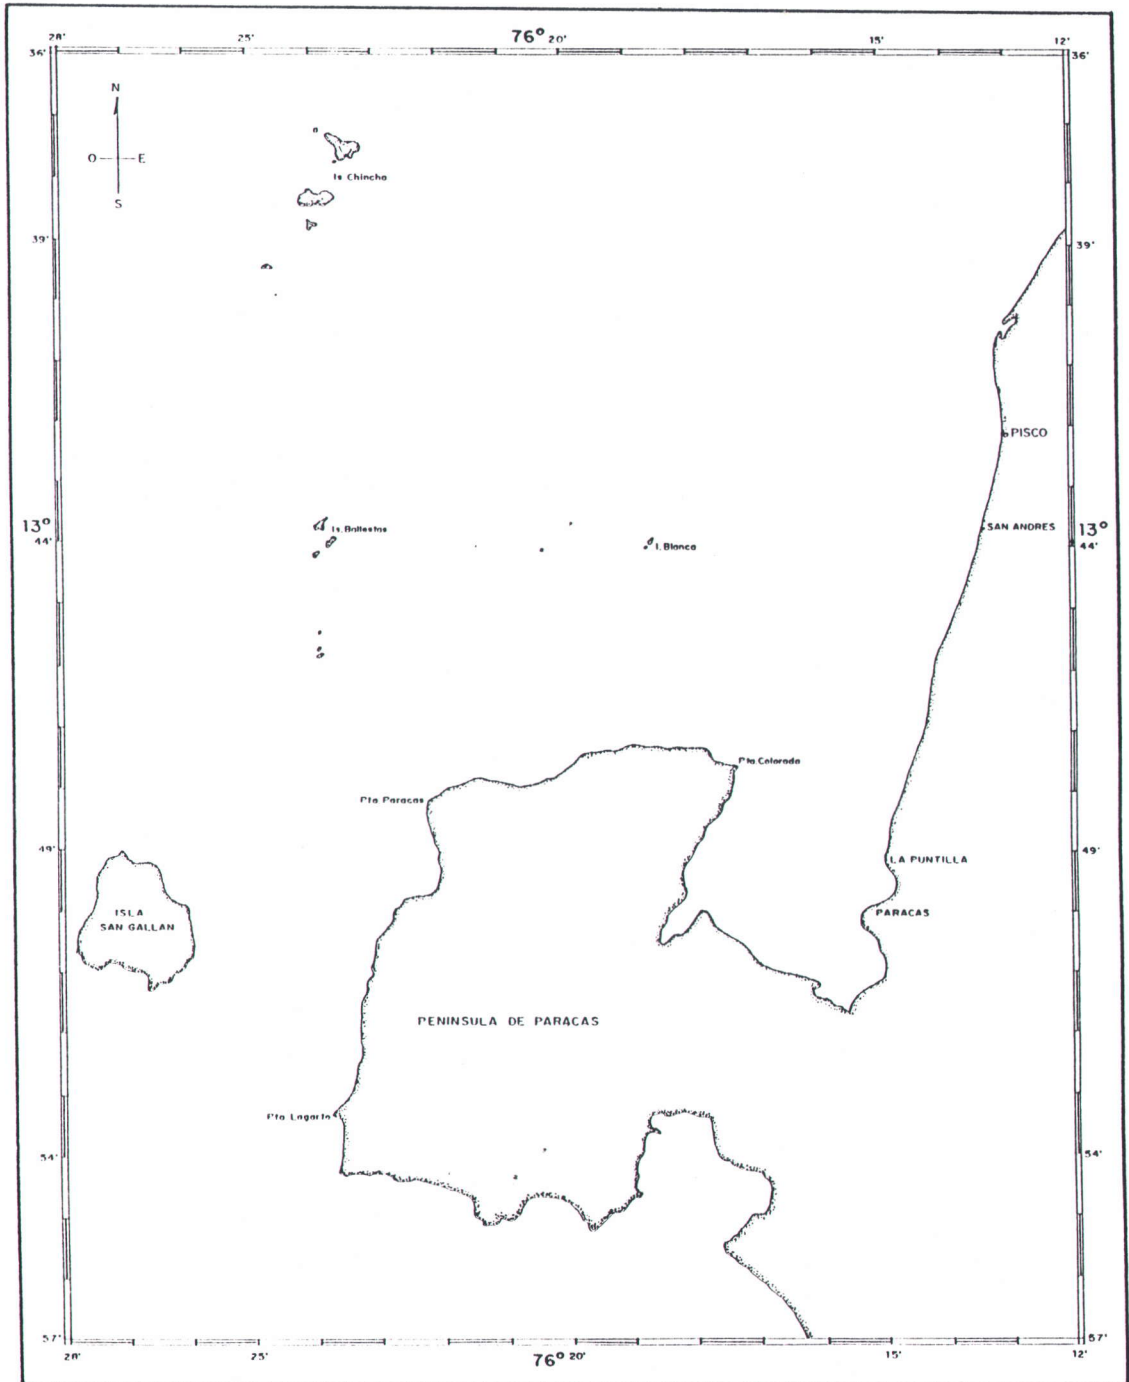 28' 25' 76° 20' 15' 12'
36' 36'
N
O E
S
Is Chincha
39' 39'
PISCO
Is. Ballestas
13° SAN ANDRES 13°
44' I. Blanca 44'
Pta Colorada
Pta Paracas
49' 49'
LA PUNTILLA
ISLA PARACAS
SAN GALLAN
PENINSULA DE PARACAS
Pta Lagarto
54' 54'
57' 57'
28' 25' 76° 20' 15' 12'